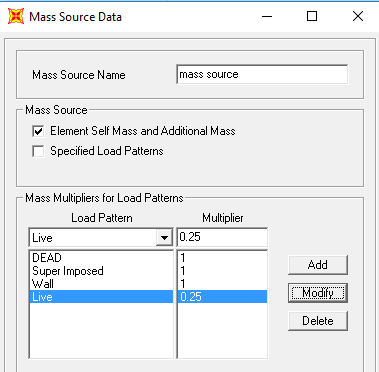 Mass Source Data
Mass Source Name mass source
Mass Source
Element Self Mass and Additional Mass
Specified Load Patterns
Mass Multipliers for Load Patterns
Load Pattern Multiplier
Live 0.25
DEAD 1
Super Imposed 1
Wall 1
Live 0.25
Add
Modify
Delete